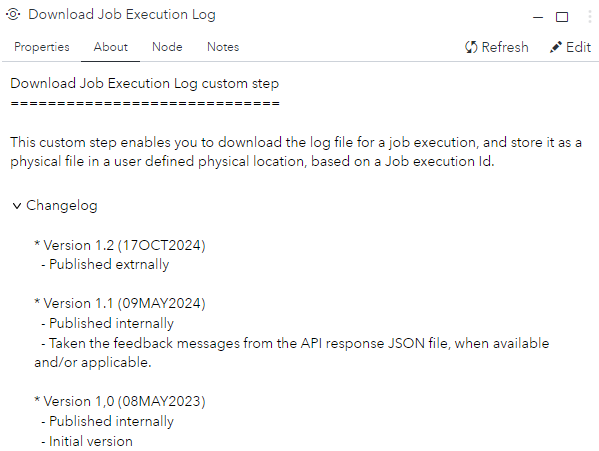 Download Job Execution Log
Properties About Node Notes Refresh Edit
Download Job Execution Log custom step
=============================
This custom step enables you to download the log file for a job execution, and store it as a
physical file in a user defined physical location, based on a Job execution Id.
Changelog
* Version 1.2 (17OCT2024)
- Published extrnally
* Version 1.1 (09MAY2024)
- Published internally
- Taken the feedback messages from the API response JSON file, when available
and/or applicable.
* Version 1,0 (08MAY2023)
- Published internally
- Initial version